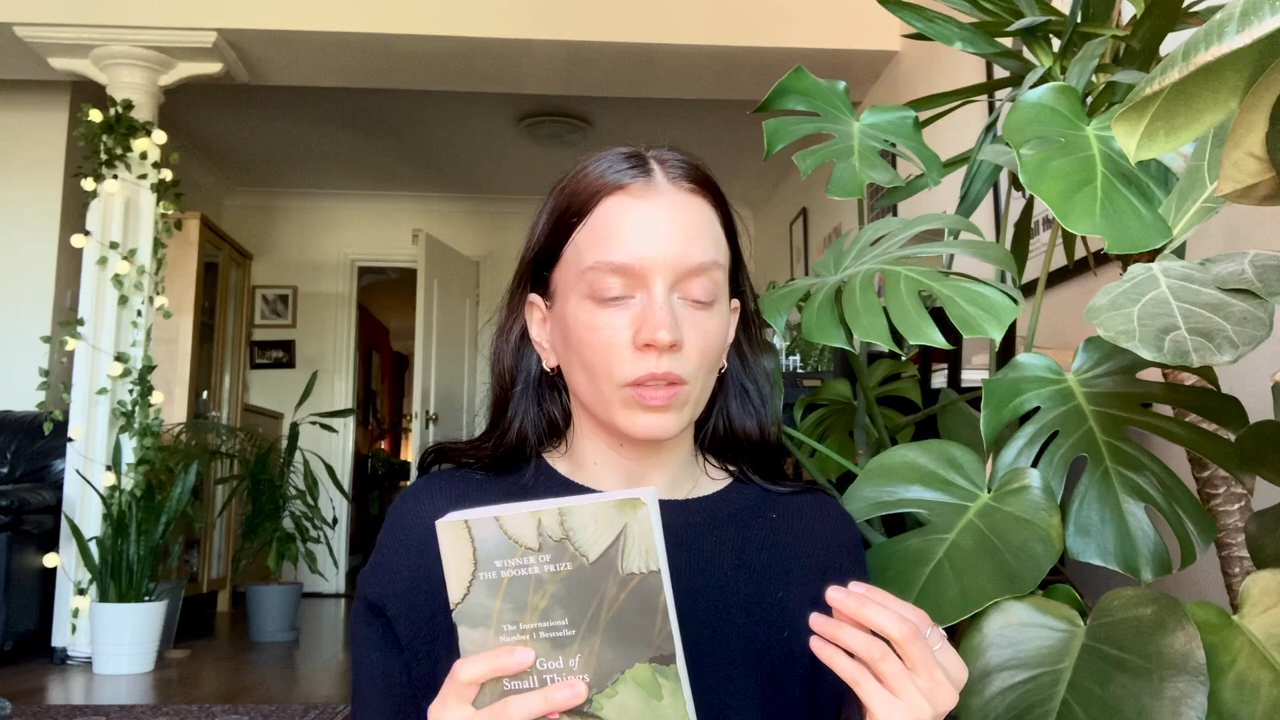 WINNER OF
THE BOOKER PRIZE
The International
Number 1 Bestseller
God of
Small Things